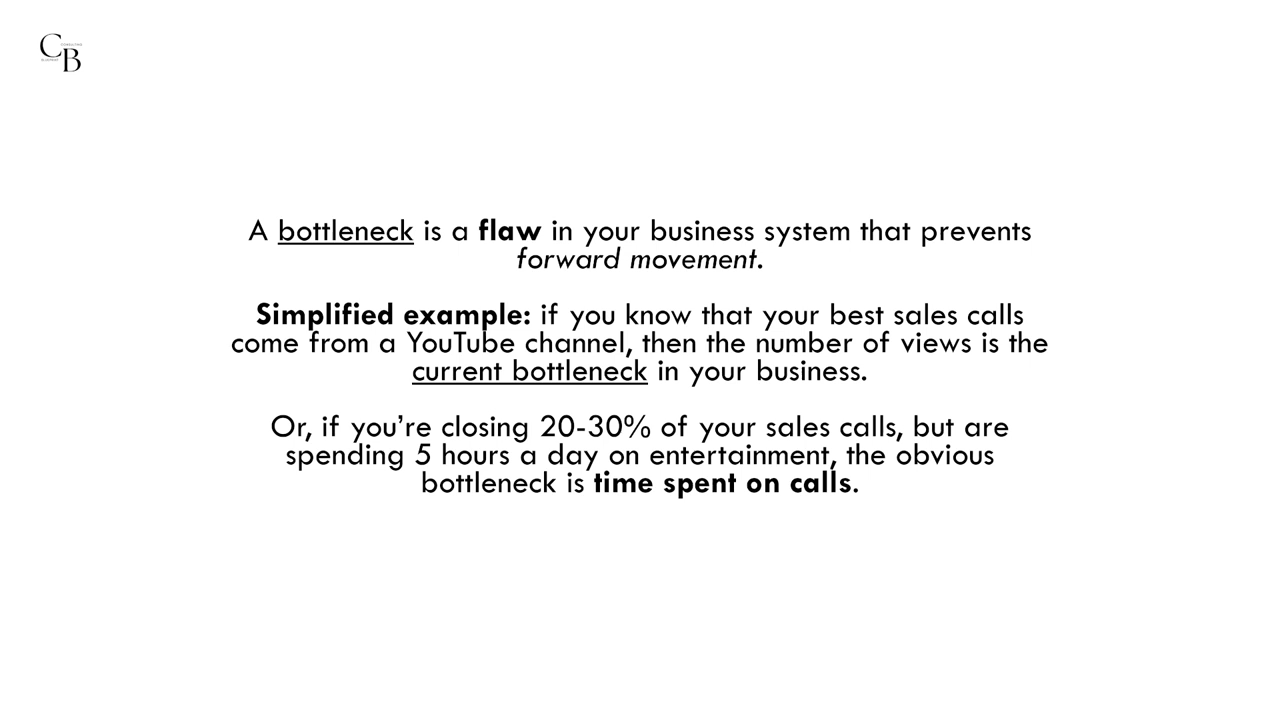 CB
CONSULTING
BLUEPRINT
A bottleneck is a flaw in your business system that prevents
forward movement.
Simplified example: if you know that your best sales calls
come from a YouTube channel, then the number of views is the
current bottleneck in your business.
Or, if you’re closing 20-30% of your sales calls, but are
spending 5 hours a day on entertainment, the obvious
bottleneck is time spent on calls.